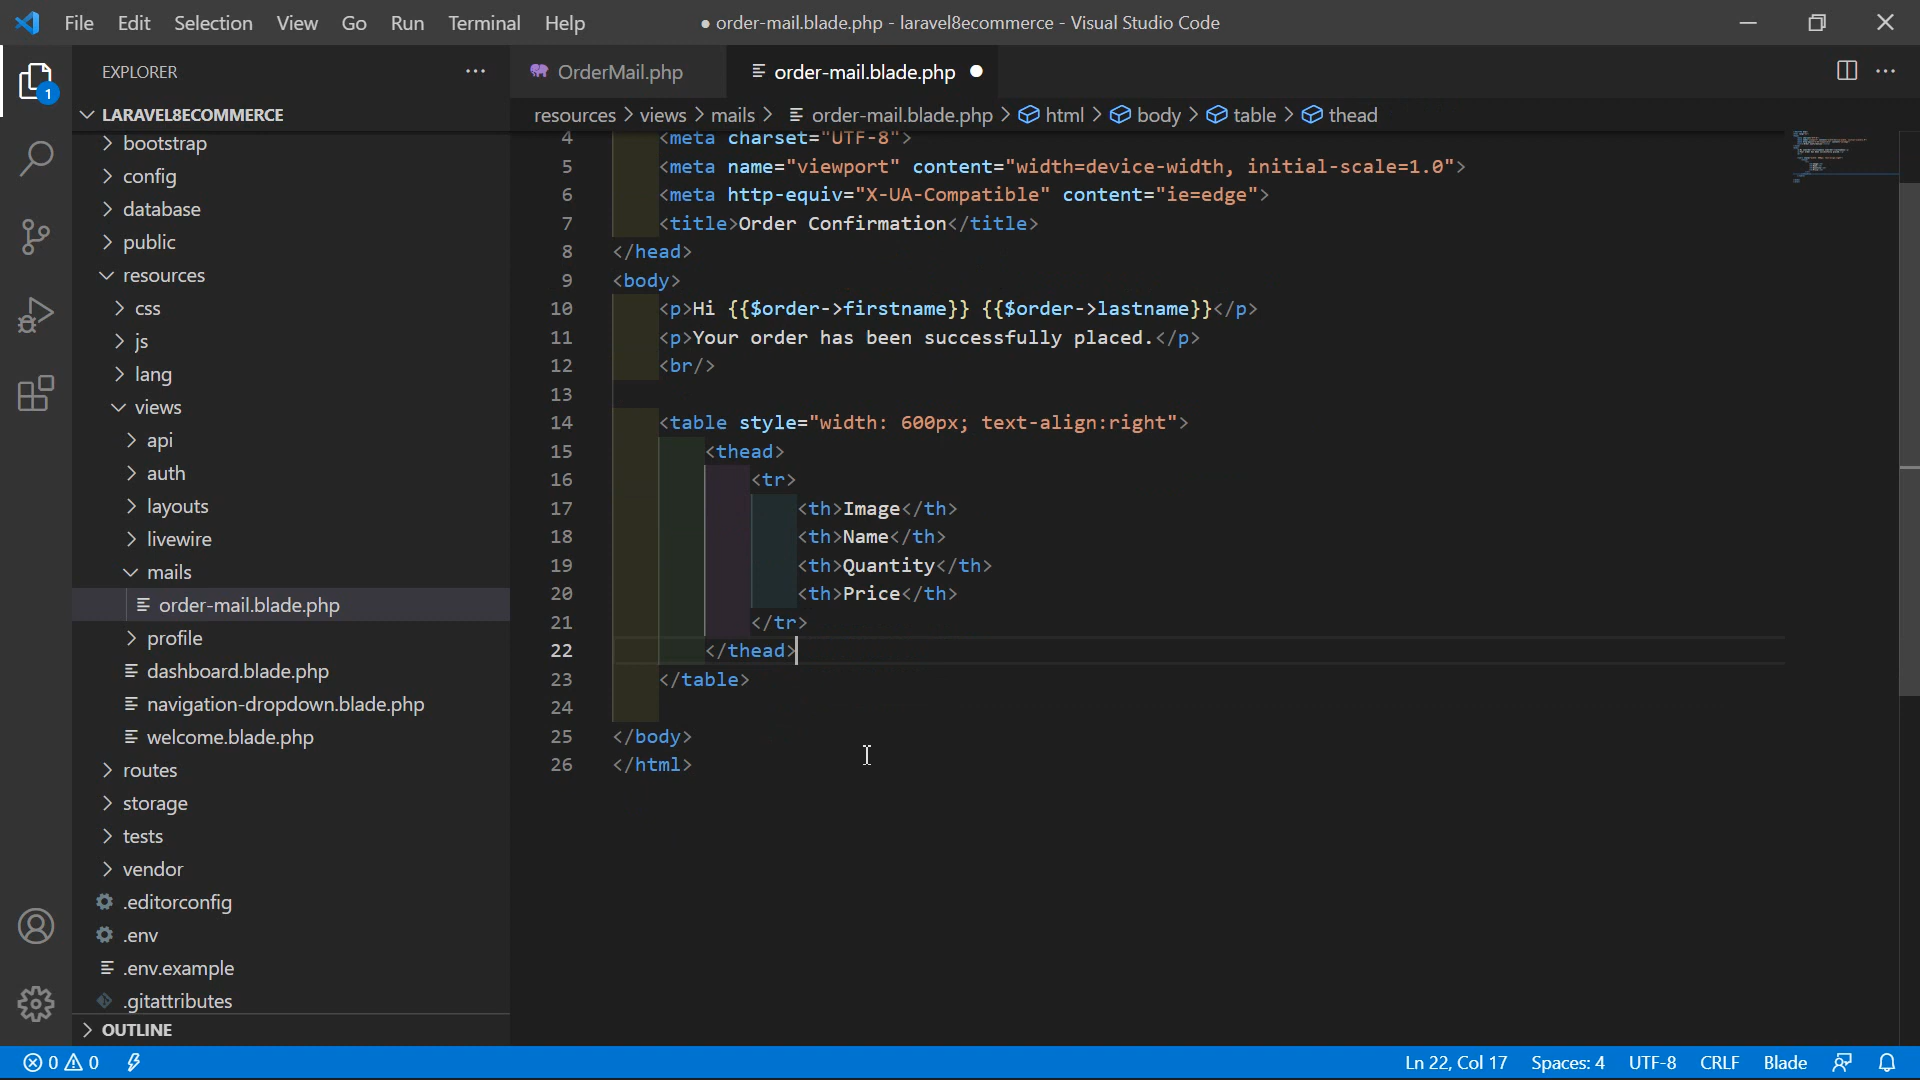 File Edit Selection View Go Run Terminal Help
● order-mail.blade.php - laravel8ecommerce - Visual Studio Code
EXPLORER
OrderMail.php
order-mail.blade.php
LARAVEL8ECOMMERCE
resources > views > mails > order-mail.blade.php > html > body > table > thead
1
bootstrap
config
database
public
resources
css
js
lang
views
api
auth
layouts
livewire
mails
order-mail.blade.php
profile
dashboard.blade.php
navigation-dropdown.blade.php
welcome.blade.php
routes
storage
tests
vendor
.editorconfig
.env
.env.example
.gitattributes
OUTLINE
4 <meta charset="UTF-8">
5 <meta name="viewport" content="width=device-width, initial-scale=1.0">
6 <meta http-equiv="X-UA-Compatible" content="ie=edge">
7 <title>Order Confirmation</title>
8 </head>
9 <body>
10 <p>Hi {{$order->firstname}} {{$order->lastname}}</p>
11 <p>Your order has been successfully placed.</p>
12 <br/>
13
14 <table style="width: 600px; text-align:right">
15 <thead>
16 <tr>
17 <th>Image</th>
18 <th>Name</th>
19 <th>Quantity</th>
20 <th>Price</th>
21 </tr>
22 </thead>
23 </table>
24
25 </body>
26 </html>
0 0
Ln 22, Col 17 Spaces: 4 UTF-8 CRLF Blade